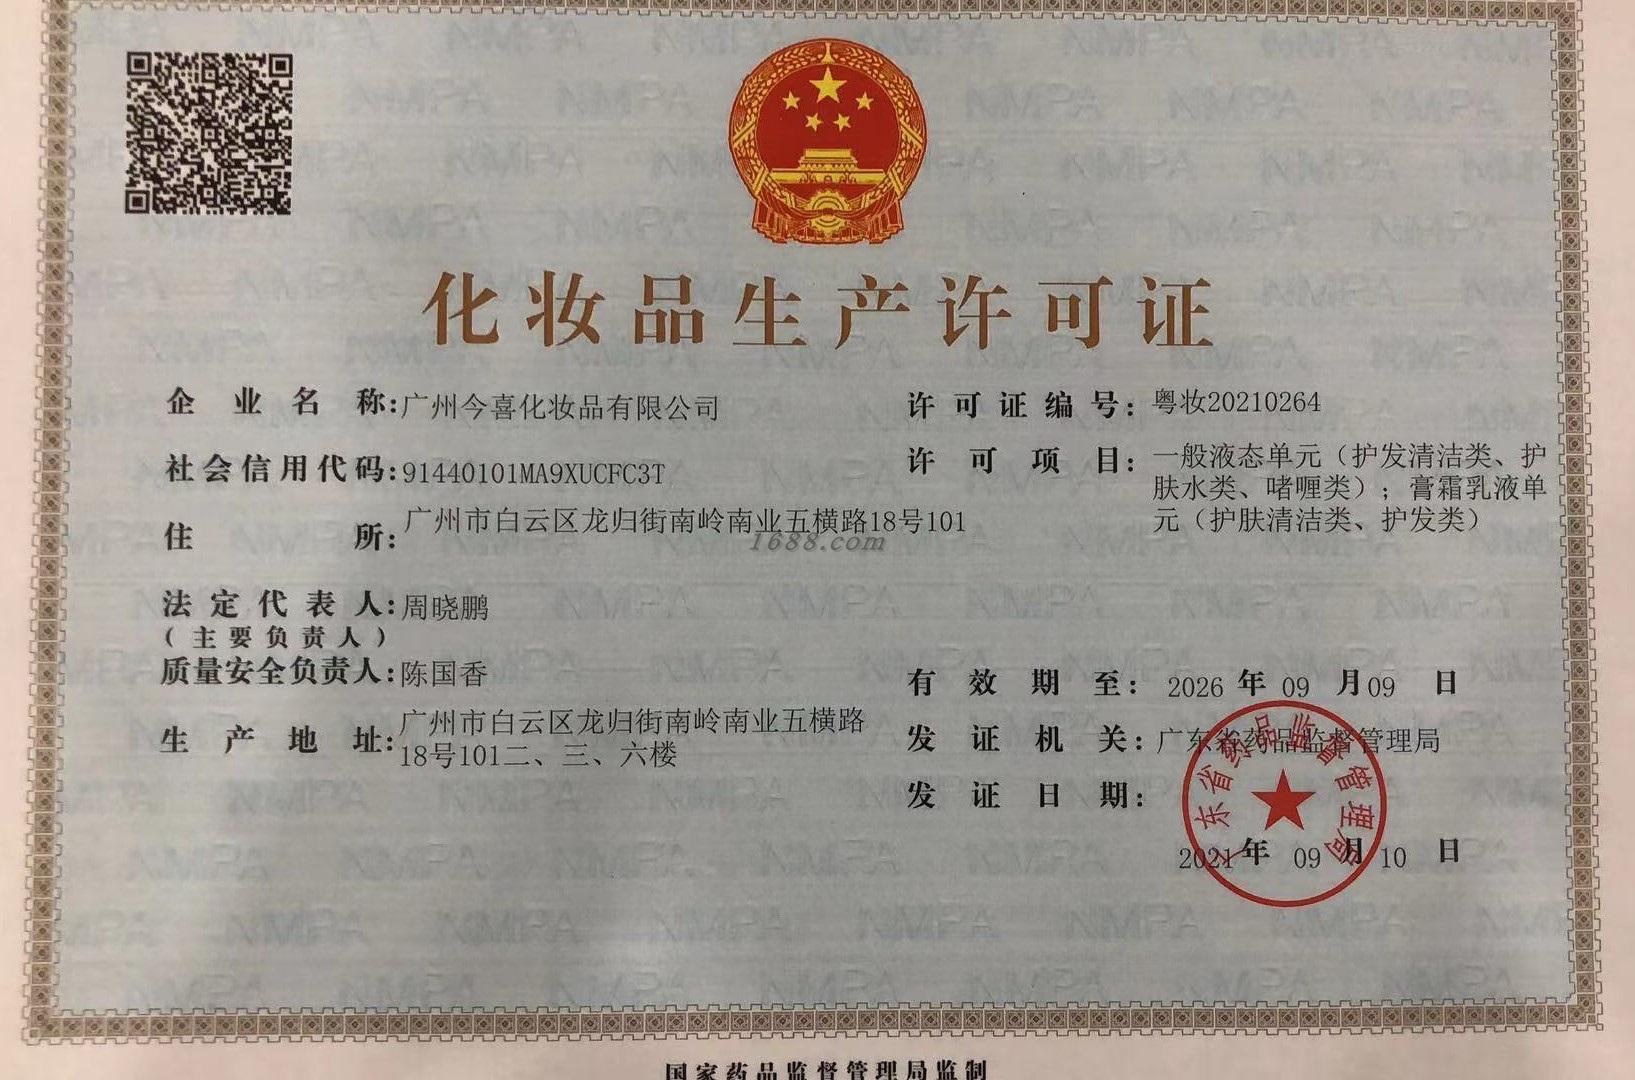 化妆品生产许可证
企业名称:广州今喜化妆品有限公司
许可证编号:粤妆20210264
社会信用代码:91440101MA9XUCFC3T
许可项目:一般液态单元（护发清洁类、护
肤水类、啫喱类）；膏霜乳液单
元（护肤清洁类、护发类）
住所:广州市白云区龙归街南岭南业五横路18号101
1688.com
法定代表人:周晓鹏
(主要负责人)
质量安全负责人:陈国香
生产地址:广州市白云区龙归街南岭南业五横路
18号101二、三、六楼
有效期至:2026年09月09日
发证机关:广东省药品监督管理局
发证日期:
2021年09月10日
广东省药品监督管理局
国家药品监督管理局监制